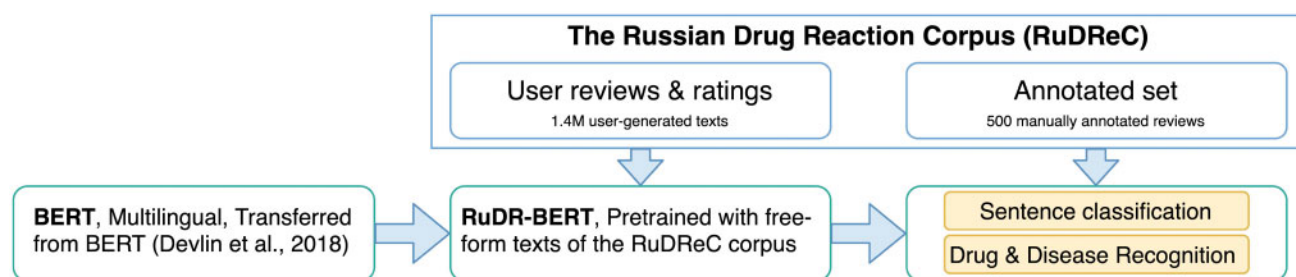 The Russian Drug Reaction Corpus (RuDReC)
User reviews & ratings
1.4M user-generated texts
Annotated set
500 manually annotated reviews
BERT, Multilingual, Transferred
from BERT (Devlin et al., 2018)
RuDR-BERT, Pretrained with free-
form texts of the RuDReC corpus
Sentence classification
Drug & Disease Recognition